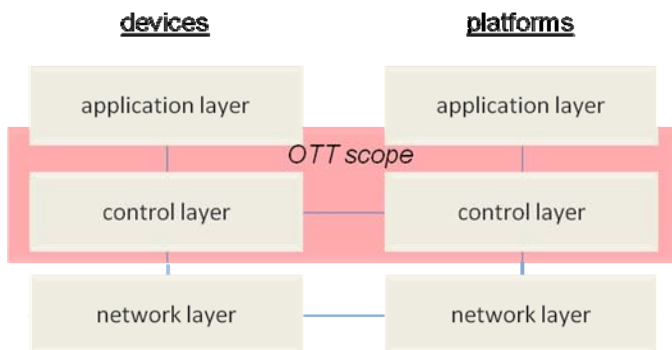 devices platforms
application layer application layer
OTT scope
control layer control layer
network layer network layer